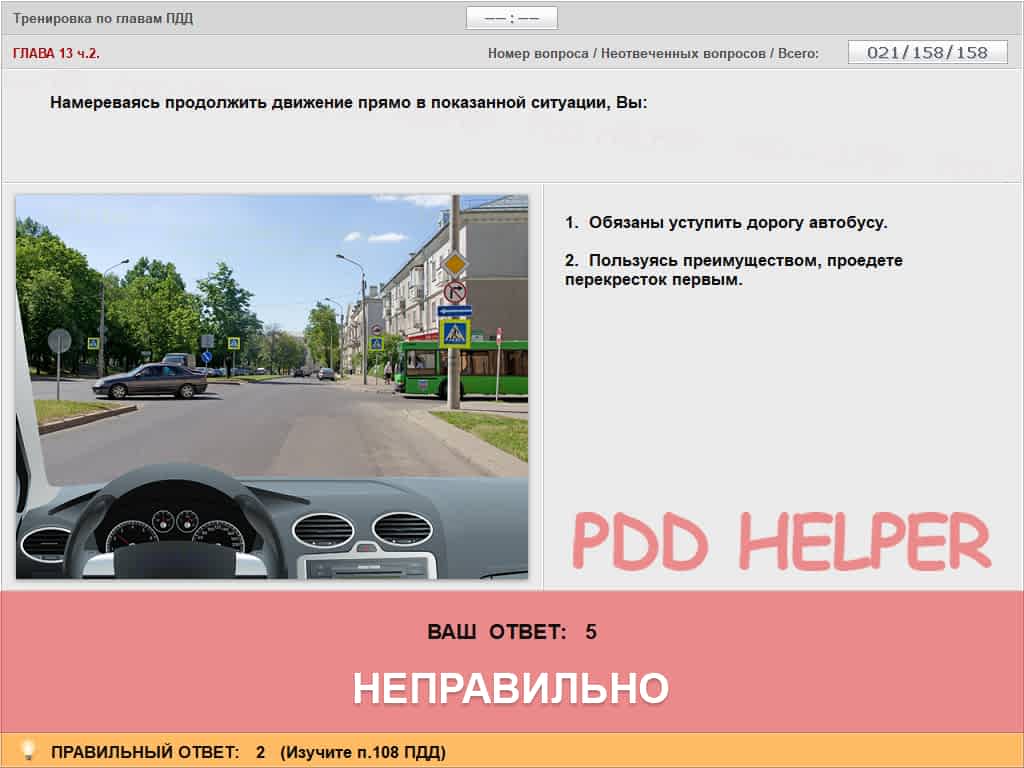 Тренировка по главам ПДД
—— : ——
ГЛАВА 13 ч.2.
Номер вопроса / Неотвеченных вопросов / Всего:
021/158/158
Намереваясь продолжить движение прямо в показанной ситуации, Вы:
1. Обязаны уступить дорогу автобусу.
2. Пользуясь преимуществом, проедете
перекресток первым.
PDD HELPER
ВАШ ОТВЕТ: 5
НЕПРАВИЛЬНО
ПРАВИЛЬНЫЙ ОТВЕТ: 2 (Изучите п.108 ПДД)